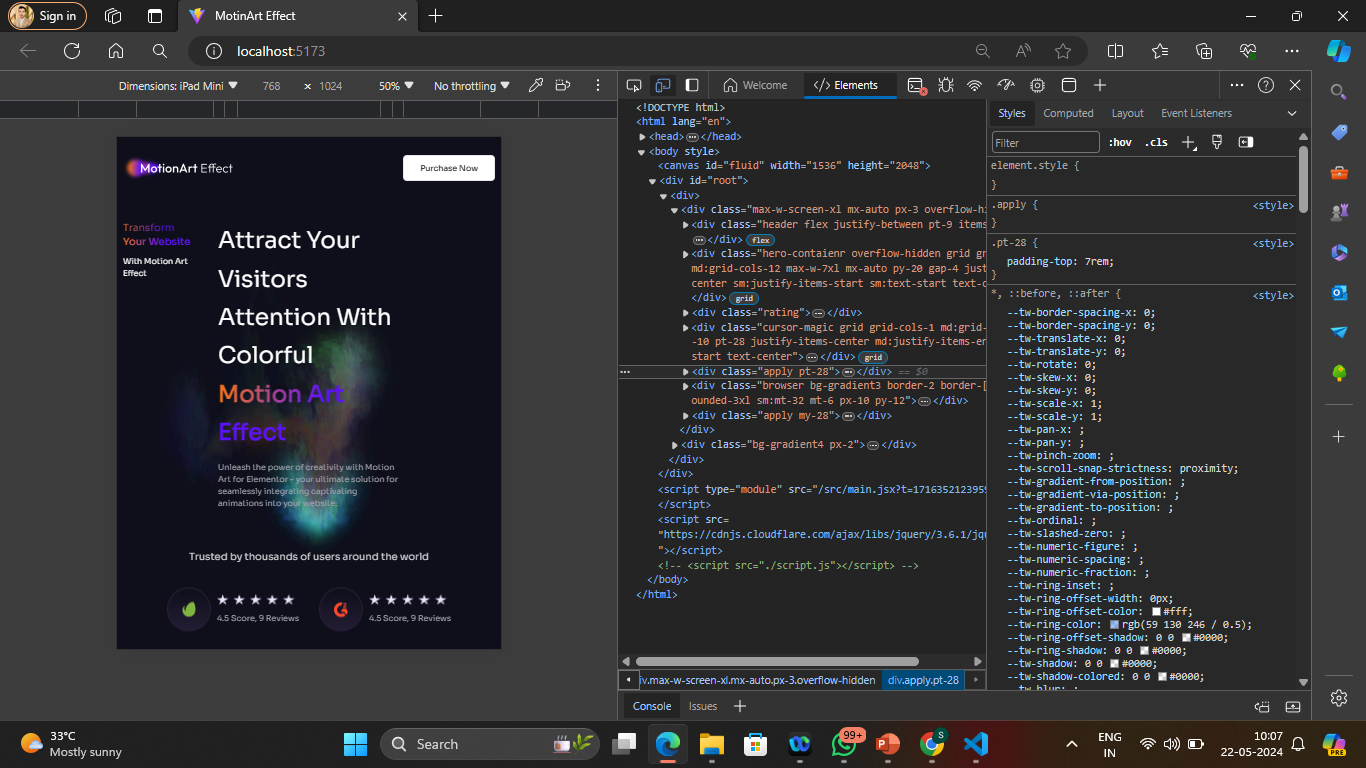 Sign in
MotinArt Effect
localhost:5173
Dimensions: iPad Mini
768
×
1024
50%
No throttling
Welcome
Elements
MotionArt Effect
Purchase Now
Transform
Your Website
With Motion Art
Effect
Attract Your
Visitors
Attention With
Colorful
Motion Art
Effect
Unleash the power of creativity with Motion
Art for Elementor - your ultimate solution for
seamlessly integrating captivating
animations into your website.
Trusted by thousands of users around the world
4.5 Score, 9 Reviews
4.5 Score, 9 Reviews
<!DOCTYPE html>
<html lang="en">
<head> </head>
<body style>
<canvas id="fluid" width="1536" height="2048">
<div id="root">
<div>
<div class="max-w-screen-xl mx-auto px-3 overflow-hi
<div class="header flex justify-between pt-9 items
</div> flex
<div class="hero-contaienr overflow-hidden grid gr
md:grid-cols-12 max-w-7xl mx-auto py-20 gap-4 just
center sm:justify-items-start sm:text-start text-c
</div> grid
<div class="rating"> </div>
<div class="cursor-magic grid grid-cols-1 md:grid-
-10 pt-28 justify-items-center md:justify-items-en
start text-center"> </div> grid
<div class="apply pt-28"> </div> == $0
<div class="browser bg-gradient3 border-2 border-[
ounded-3xl sm:mt-32 mt-6 px-10 py-12"> </div>
<div class="apply my-28"> </div>
</div>
<div class="bg-gradient4 px-2"> </div>
</div>
</div>
<script type="module" src="/src/main.jsx?t=1716352123959
</script>
<script src=
"https://cdnjs.cloudflare.com/ajax/libs/jquery/3.6.1/jqu
"></script>
<!-- <script src="./script.js"></script> -->
</body>
</html>
iv.max-w-screen-xl.mx-auto.px-3.overflow-hidden
div.apply.pt-28
Styles
Computed
Layout
Event Listeners
Filter
:hov
.cls
element.style {
}
.apply {
<style>
}
.pt-28 {
<style>
padding-top: 7rem;
}
*, ::before, ::after {
<style>
--tw-border-spacing-x: 0;
--tw-border-spacing-y: 0;
--tw-translate-x: 0;
--tw-translate-y: 0;
--tw-rotate: 0;
--tw-skew-x: 0;
--tw-skew-y: 0;
--tw-scale-x: 1;
--tw-scale-y: 1;
--tw-pan-x: ;
--tw-pan-y: ;
--tw-pinch-zoom: ;
--tw-scroll-snap-strictness: proximity;
--tw-gradient-from-position: ;
--tw-gradient-via-position: ;
--tw-gradient-to-position: ;
--tw-ordinal: ;
--tw-slashed-zero: ;
--tw-numeric-figure: ;
--tw-numeric-spacing: ;
--tw-numeric-fraction: ;
--tw-ring-inset: ;
--tw-ring-offset-width: 0px;
--tw-ring-offset-color: #fff;
--tw-ring-color: rgb(59 130 246 / 0.5);
--tw-ring-offset-shadow: 0 0 #0000;
--tw-ring-shadow: 0 0 #0000;
--tw-shadow: 0 0 #0000;
--tw-shadow-colored: 0 0 #0000;
--tw-blur: ;
Console
Issues
33°C
Mostly sunny
Search
99+
S
ENG
IN
10:07
22-05-2024
PRE